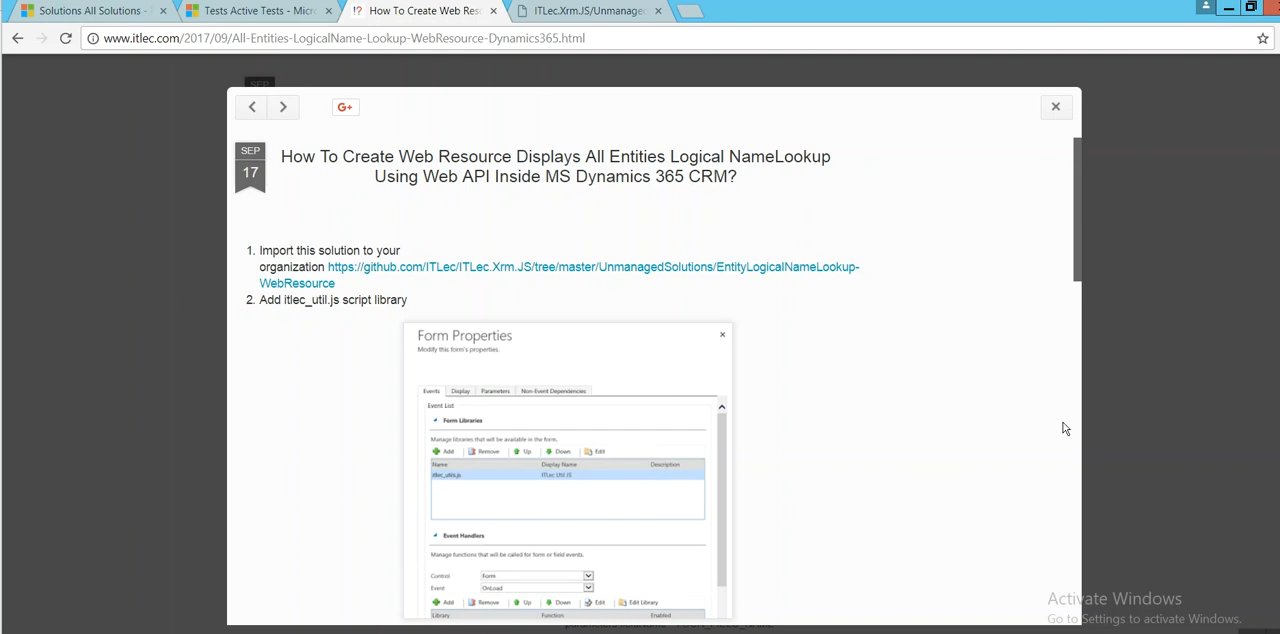 Solutions All Solutions -
Tests Active Tests - Micro
!? How To Create Web Res
ITLec.Xrm.JS/Unmanage
www.itlec.com/2017/09/All-Entities-LogicalName-Lookup-WebResource-Dynamics365.html
SEP
G+
SEP
17
How To Create Web Resource Displays All Entities Logical NameLookup
Using Web API Inside MS Dynamics 365 CRM?
1. Import this solution to your
organization https://github.com/ITLec/ITLec.Xrm.JS/tree/master/UnmanagedSolutions/EntityLogicalNameLookup-
WebResource
2. Add itlec_util.js script library
Form Properties
Modify this form's properties.
Events Display Parameters Non-Event Dependencies
Event List
Form Libraries
Manage libraries that will be available in the form.
Add Remove Up Down Edit
Name Display Name Description
itlec_utils.js ITLec Util JS
Event Handlers
Manage functions that will be called for form or field events.
Control Form
Event OnLoad
Add Remove Up Down Edit Edit Library
Library Function Enabled
Activate Windows
Go to Settings to activate Windows.